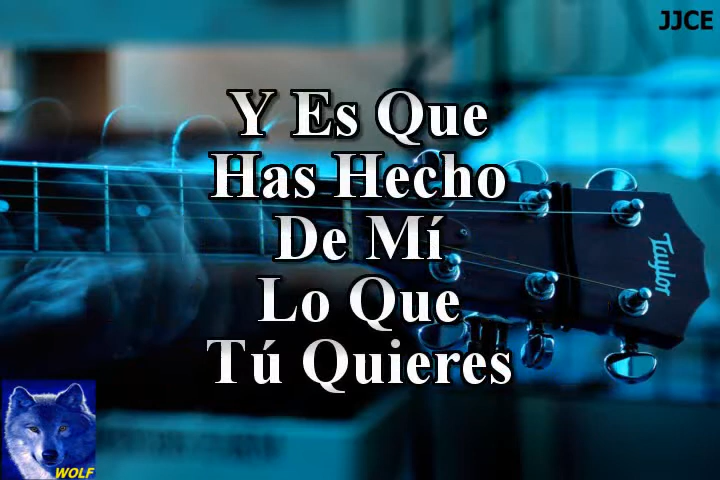 JJCE
Y Es Que
Has Hecho
De Mí
Lo Que
Tú Quieres
Taylor
WOLF